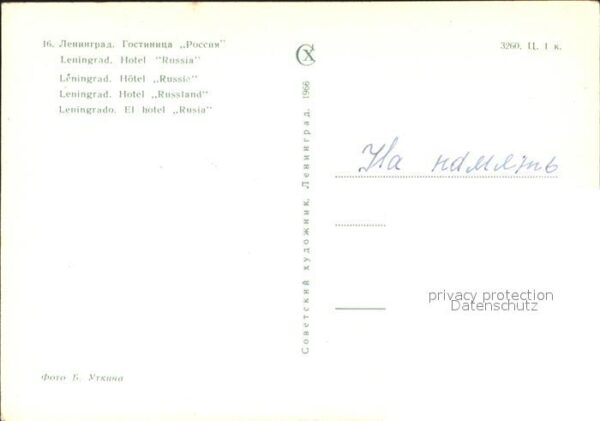 16. Ленинград. Гостиница „Россия"
Leningrad. Hotel "Russia"
Léningrad. Hôtel „Russie"
Leningrad. Hotel „Russland"
Leningrado. El hotel „Rusia"
СХ
3260. Ц. 1 к.
Советский художник. Ленинград. 1966
На память
privacy protection
Datenschutz
Фото Б. Уткина